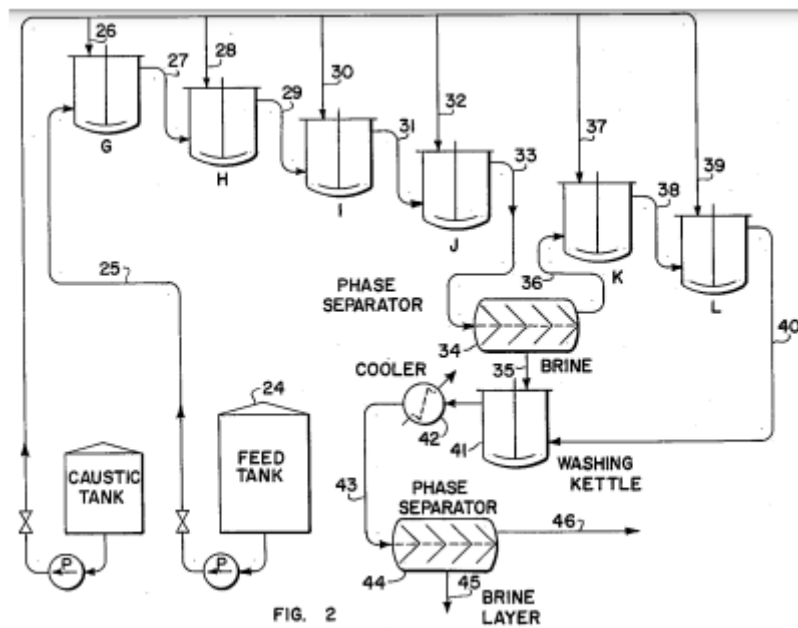 26
27
28
29
30
31
32
33
37
38
39
G
H
I
J
K
L
25
36
40
PHASE
SEPARATOR
34
35
BRINE
COOLER
24
42
41
WASHING
KETTLE
CAUSTIC
TANK
FEED
TANK
43
PHASE
SEPARATOR
46
44
45
BRINE
LAYER
P
P
FIG. 2